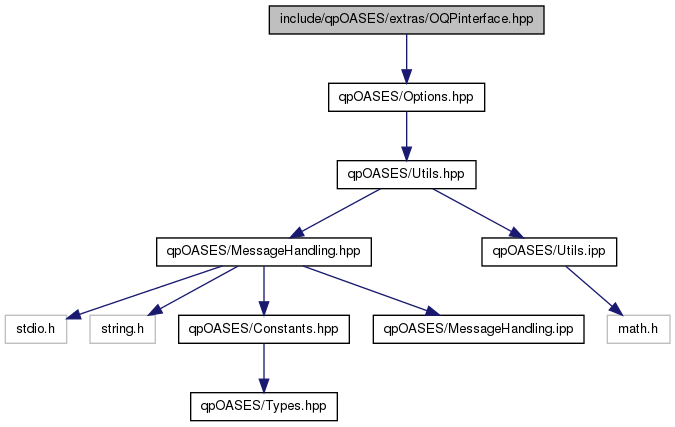 include/qpOASES/extras/OQPinterface.hpp
qpOASES/Options.hpp
qpOASES/Utils.hpp
qpOASES/MessageHandling.hpp
qpOASES/Utils.ipp
stdio.h
string.h
qpOASES/Constants.hpp
qpOASES/MessageHandling.ipp
math.h
qpOASES/Types.hpp